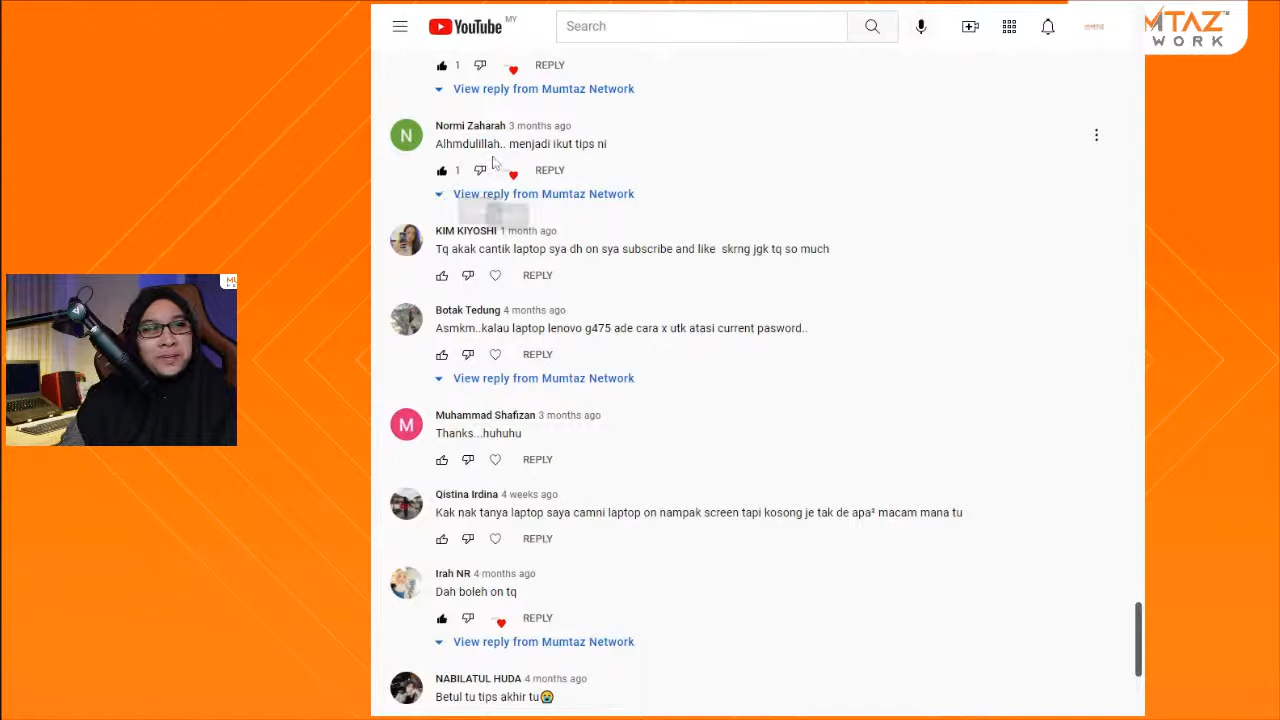 YouTube MY
Search
MTAZ
WORK
1 REPLY
View reply from Mumtaz Network
N
Normi Zaharah 3 months ago
Alhmdulillah.. menjadi ikut tips ni
1 REPLY
View reply from Mumtaz Network
KIM KIYOSHI 1 month ago
Tq akak cantik laptop sya dh on sya subscribe and like skrng jgk tq so much
REPLY
Botak Tedung 4 months ago
Asmkm..kalau laptop lenovo g475 ade cara x utk atasi current pasword..
REPLY
View reply from Mumtaz Network
M
Muhammad Shafizan 3 months ago
Thanks...huhuhu
REPLY
Qistina Irdina 4 weeks ago
Kak nak tanya laptop saya camni laptop on nampak screen tapi kosong je tak de apa² macam mana tu
REPLY
Irah NR 4 months ago
Dah boleh on tq
REPLY
View reply from Mumtaz Network
NABILATUL HUDA 4 months ago
Betul tu tips akhir tu😭